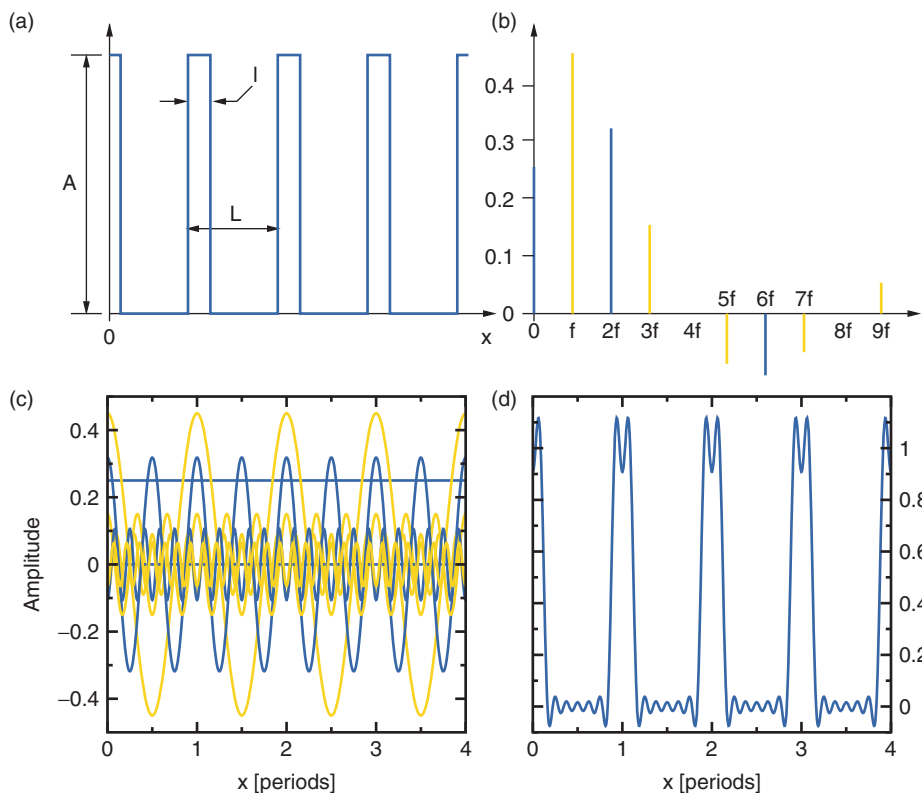 (a)
l
A
L
0
x
(b)
0.4
0.3
0.2
0.1
0
5f 6f 7f
0 f 2f 3f 4f 8f 9f
(c)
Amplitude
0.4
0.2
0
–0.2
–0.4
0 1 2 3 4
x [periods]
(d)
1
0.8
0.6
0.4
0.2
0
0 1 2 3 4
x [periods]